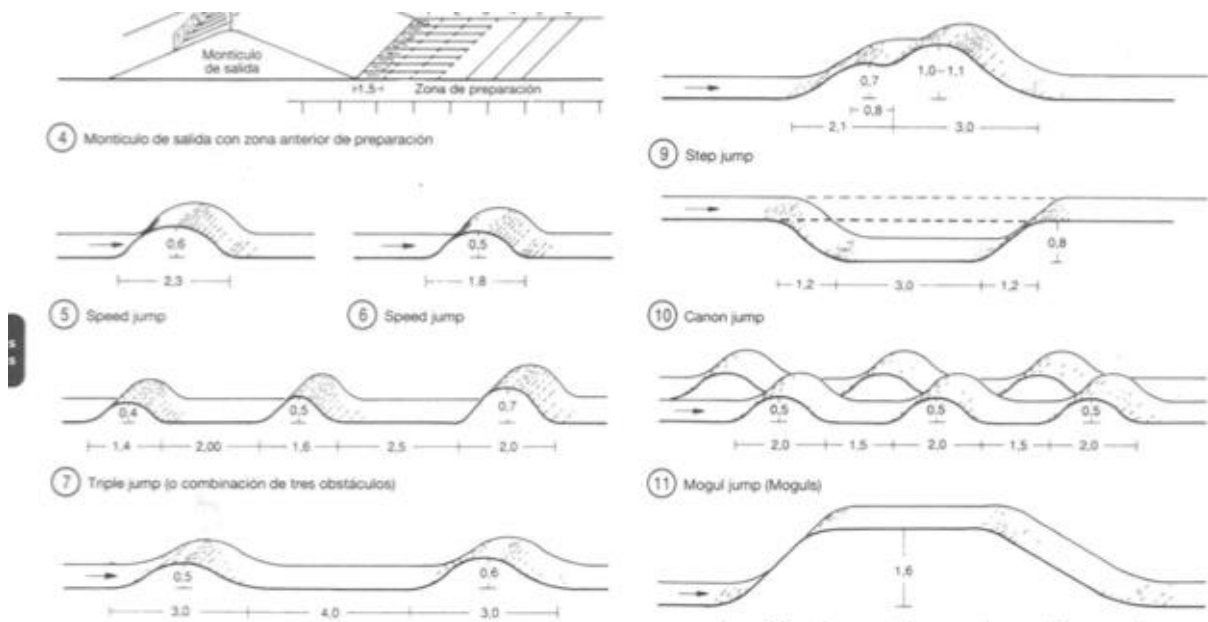 Montículo
de salida
1.5
Zona de preparación
4 Montículo de salida con zona anterior de preparación
0,6
2,3
0,5
1.8
5 Speed jump
6 Speed jump
0,4
0,5
0,7
1,4 2,00 1,6 2,5 2,0
7 Triple jump (o combinación de tres obstáculos)
0,5
0,6
3,0 4,0 3,0
0,7
1,0–1,1
0,8
2,1 3,0
9 Step jump
0,8
1,2 3,0 1,2
10 Canon jump
0,5
0,5
0,5
2,0 1,5 2,0 1,5 2,0
11 Mogul jump (Moguls)
1,6